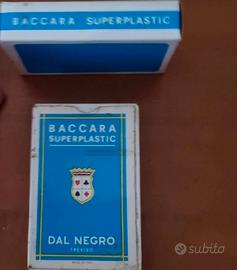 BACCARA SUPERPLASTIC
BACCARA
SUPERPLASTIC
DAL NEGRO
TREVISO
subito